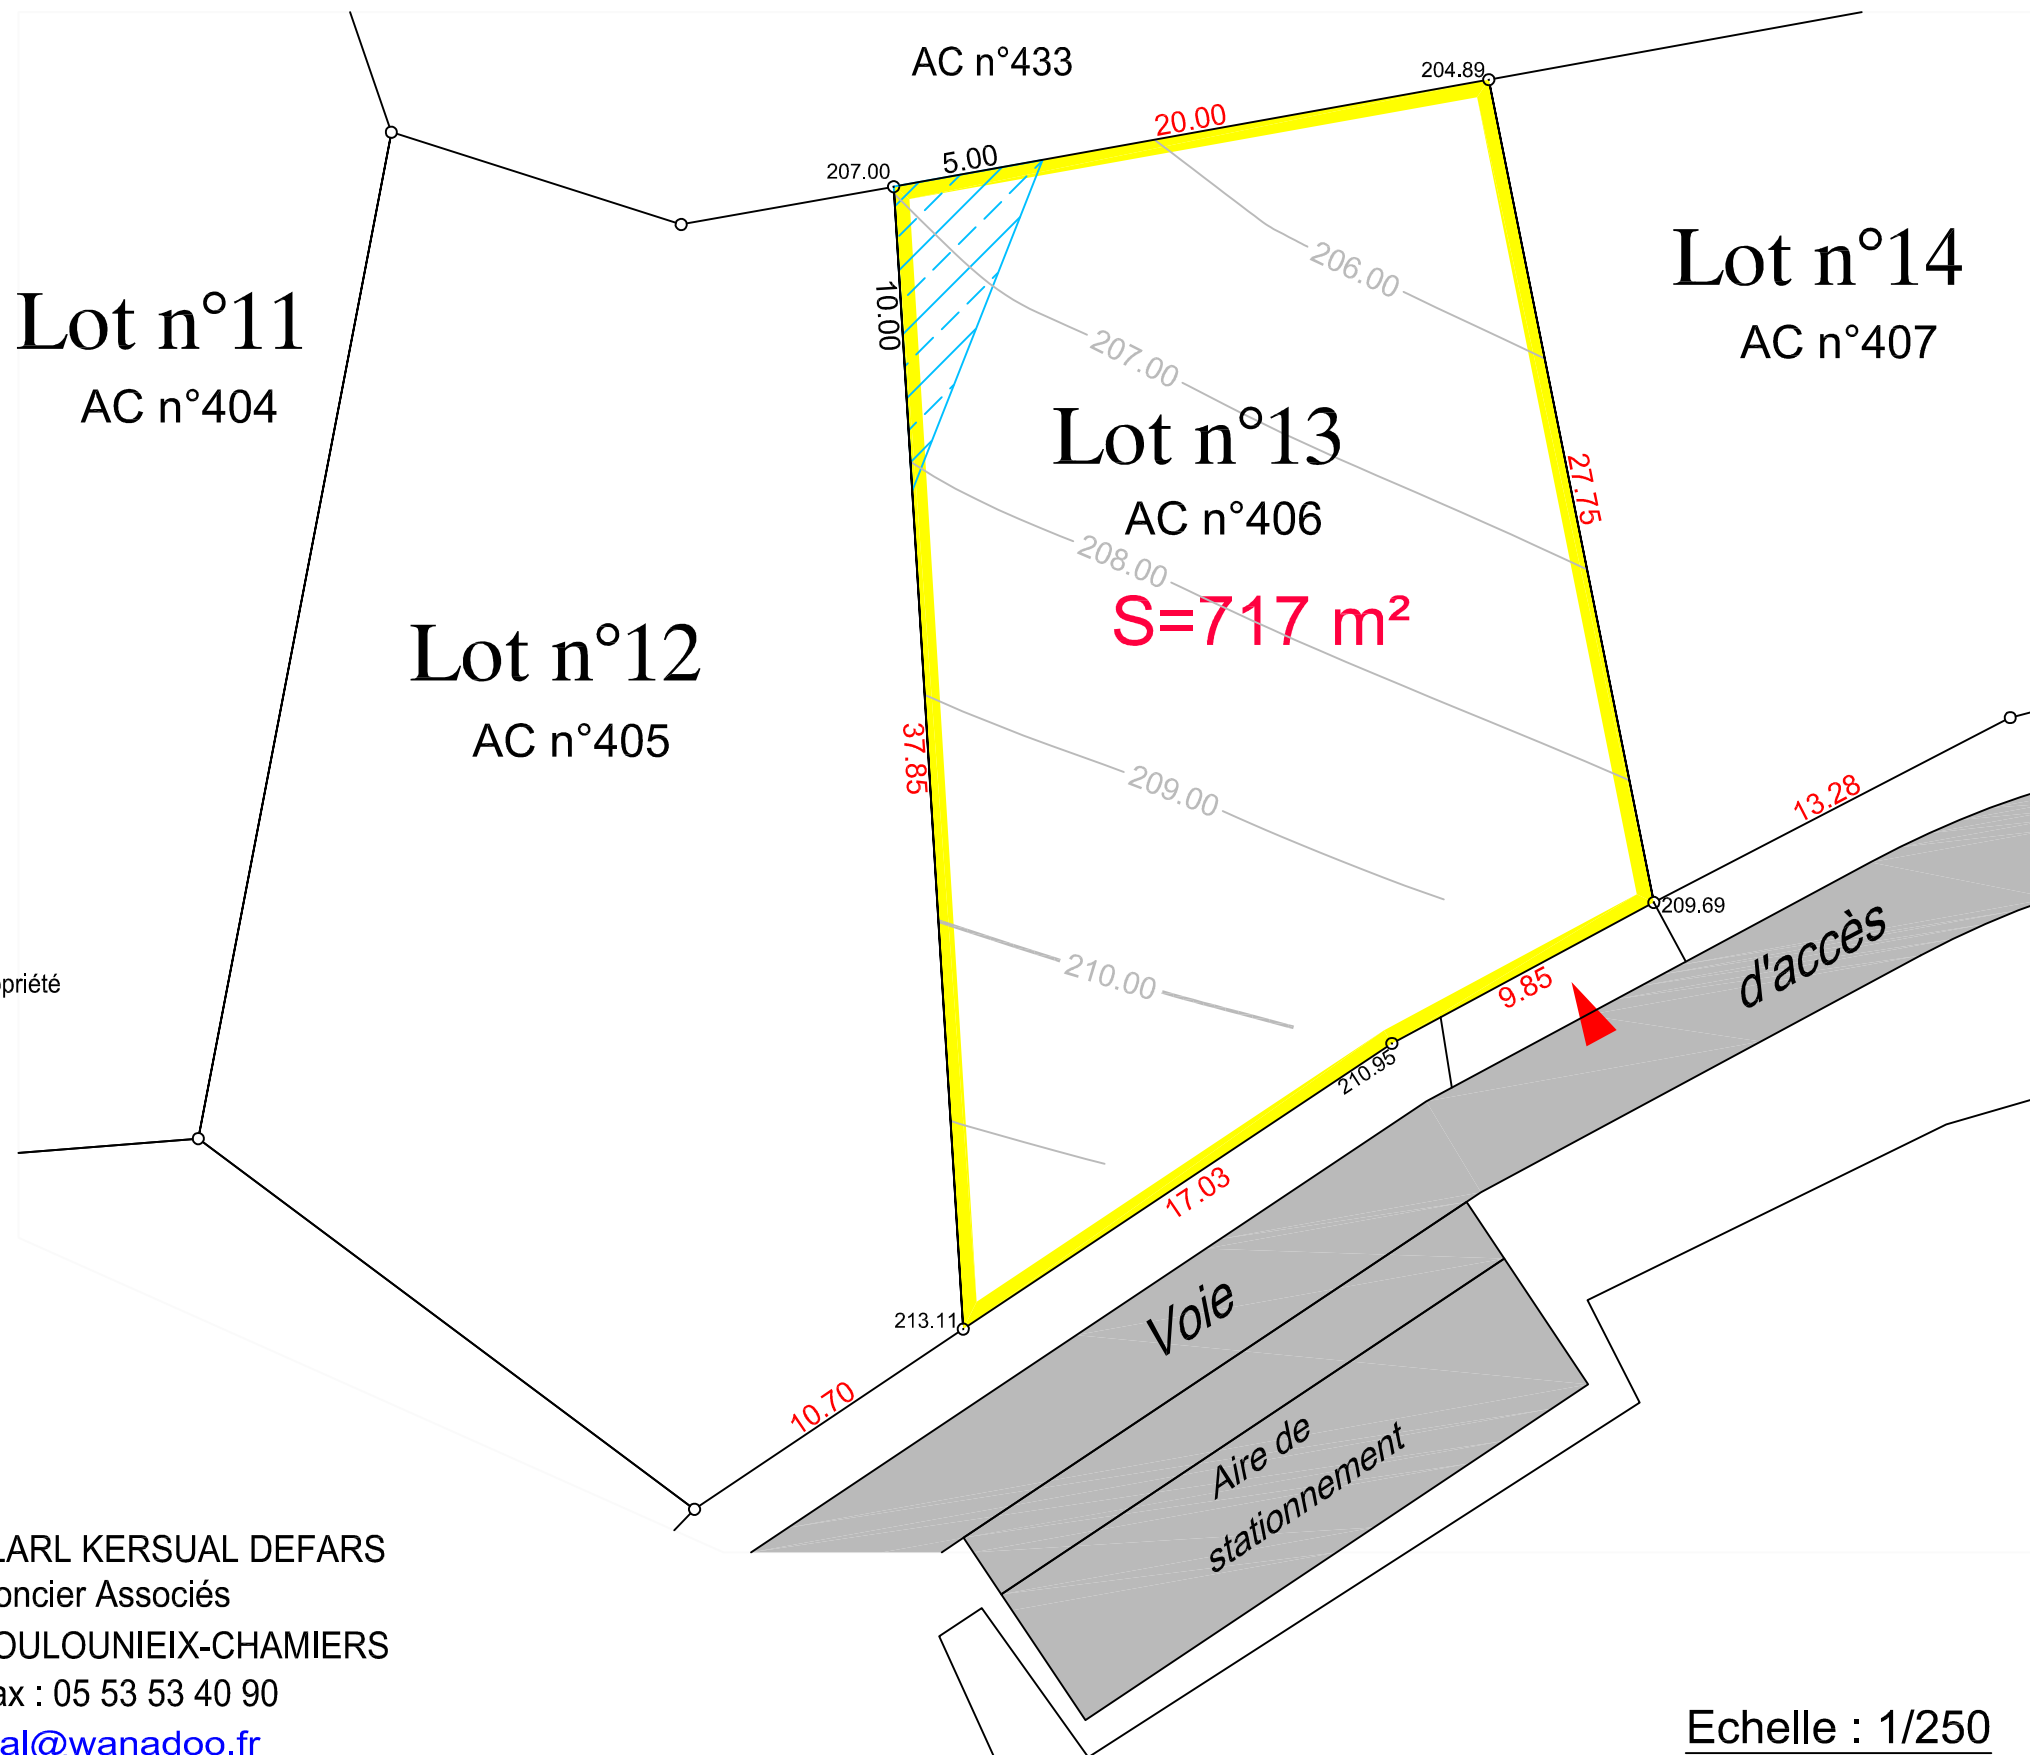 AC n°433
204.89
20.00
5.00
207.00
10.00
206.00
207.00
Lot n°11
AC n°404
Lot n°14
AC n°407
Lot n°13
AC n°406
27.75
208.00
S=717 m²
Lot n°12
AC n°405
37.85
209.00
13.28
209.69
d'accès
210.00
9.85
opriété
210.95
17.03
Voie
213.11
10.70
Aire de
stationnement
LARL KERSUAL DEFARS
oncier Associés
OULOUNIEIX-CHAMIERS
ax : 05 53 53 40 90
al@wanadoo.fr
Echelle : 1/250